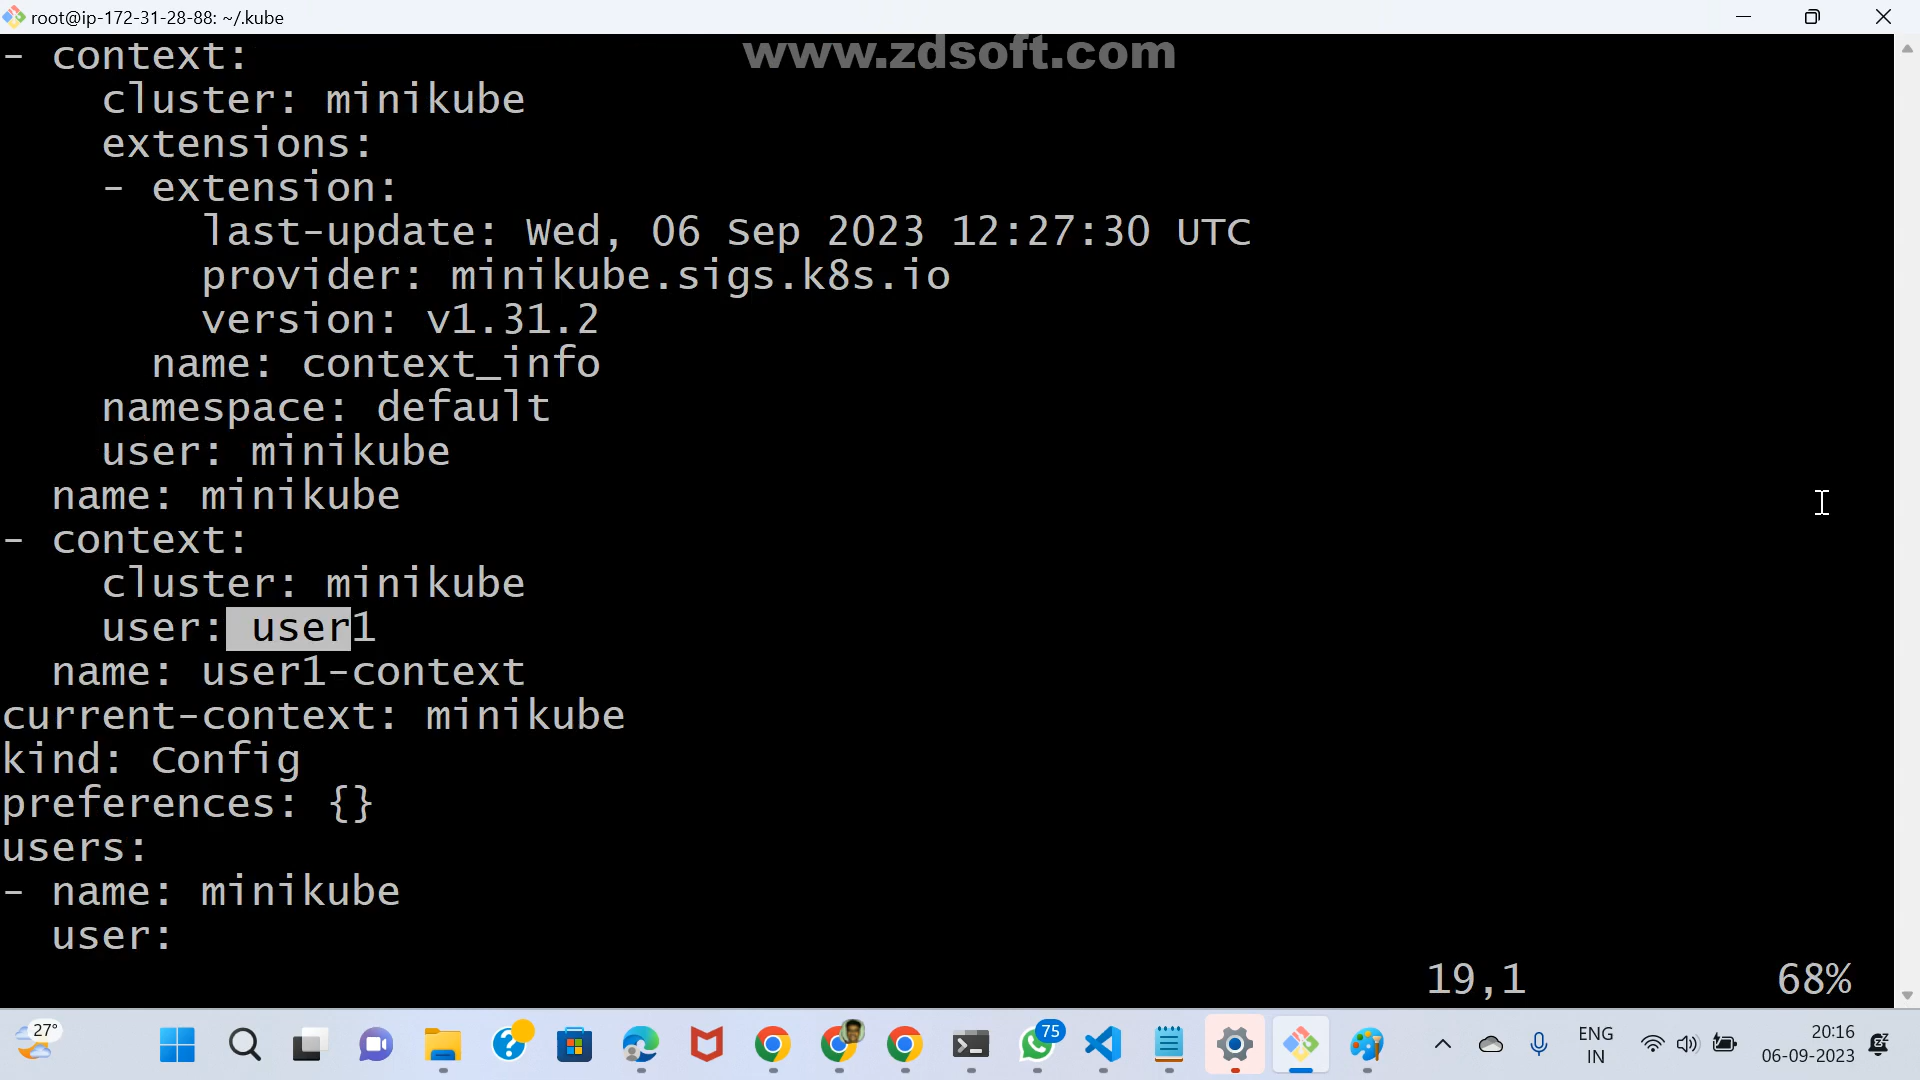 root@ip-172-31-28-88: ~/.kube
www.zdsoft.com
- context:
    cluster: minikube
    extensions:
    - extension:
        last-update: Wed, 06 Sep 2023 12:27:30 UTC
        provider: minikube.sigs.k8s.io
        version: v1.31.2
      name: context_info
    namespace: default
    user: minikube
  name: minikube
- context:
    cluster: minikube
    user: user1
  name: user1-context
current-context: minikube
kind: Config
preferences: {}
users:
- name: minikube
  user:
19,1 68%
27°
75
ENG
IN
20:16
06-09-2023